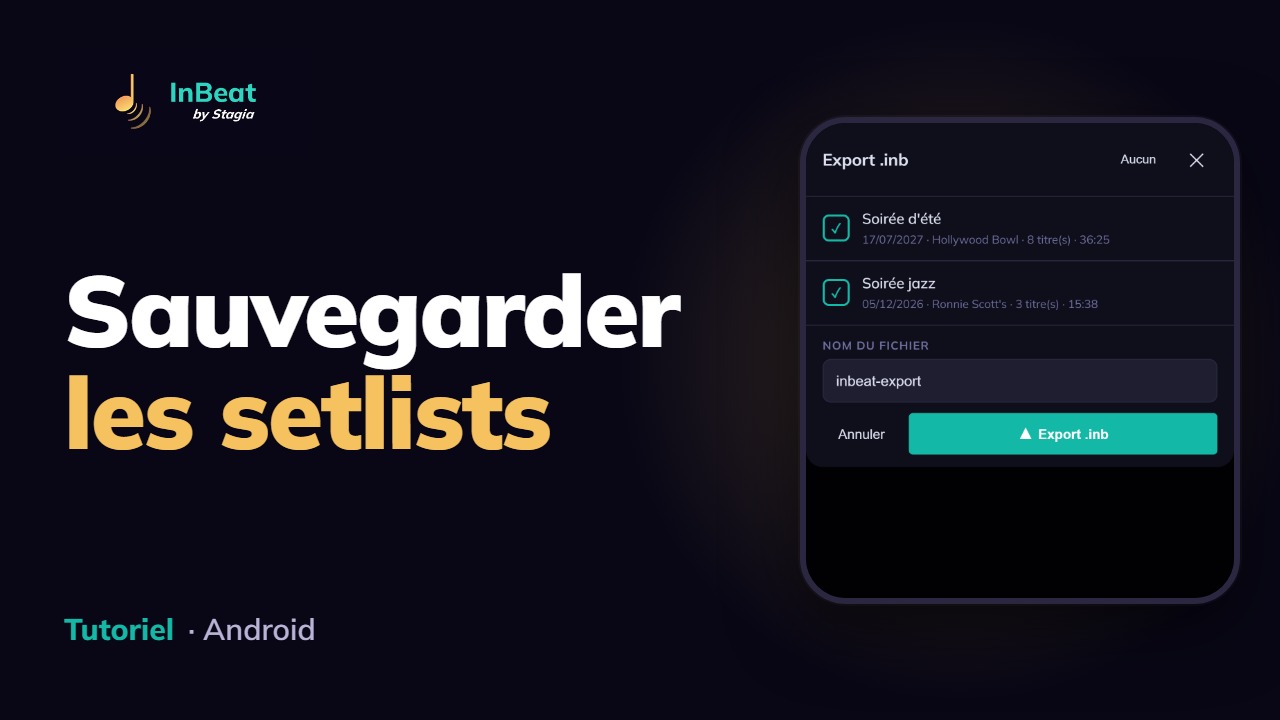 InBeat
by Stagia
Sauvegarder
les setlists
Tutoriel · Android
Export .inb
Aucun
Soirée d'été
17/07/2027 · Hollywood Bowl · 8 titre(s) · 36:25
Soirée jazz
05/12/2026 · Ronnie Scott's · 3 titre(s) · 15:38
NOM DU FICHIER
inbeat-export
Annuler
▲ Export .inb